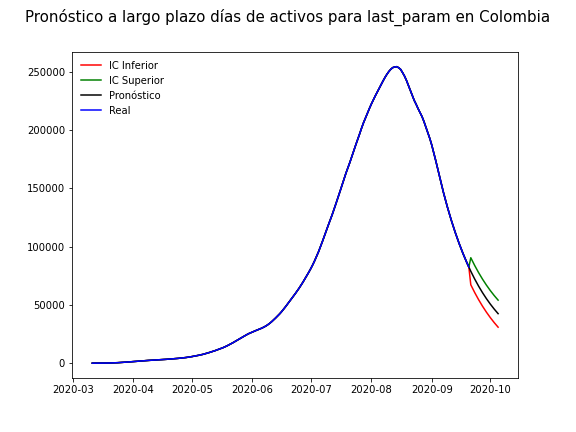 Pronóstico a largo plazo días de activos para last_param en Colombia
IC Inferior
IC Superior
Pronóstico
Real
250000
200000
150000
100000
50000
0
2020-03 2020-04 2020-05 2020-06 2020-07 2020-08 2020-09 2020-10